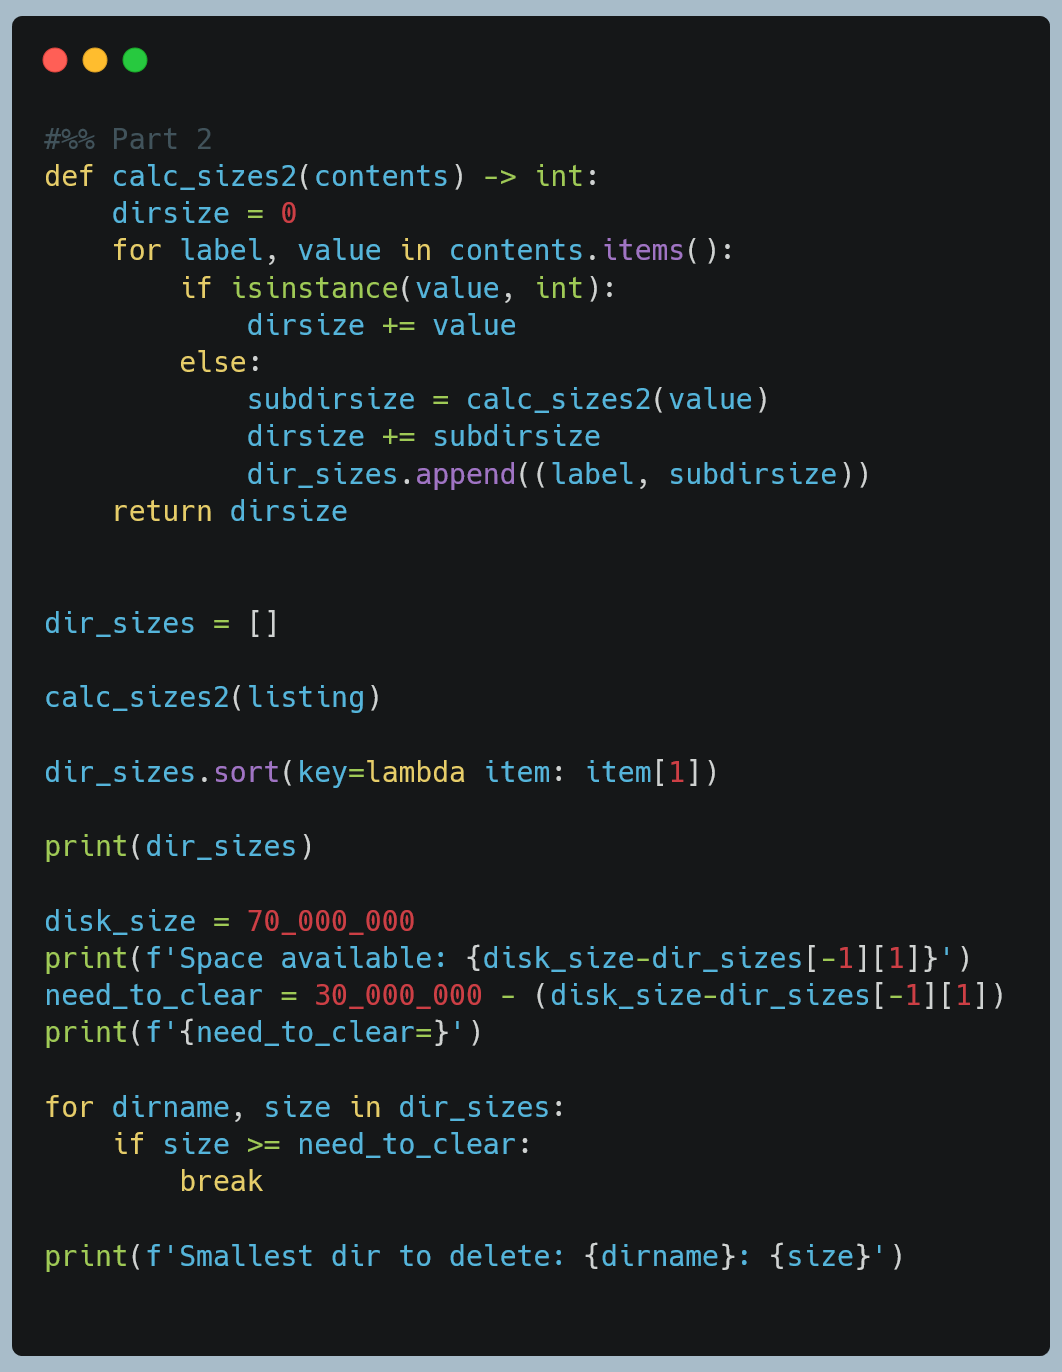 #%% Part 2
def calc_sizes2(contents) -> int:
    dirsize = 0
    for label, value in contents.items():
        if isinstance(value, int):
            dirsize += value
        else:
            subdirsize = calc_sizes2(value)
            dirsize += subdirsize
            dir_sizes.append((label, subdirsize))
    return dirsize


dir_sizes = []

calc_sizes2(listing)

dir_sizes.sort(key=lambda item: item[1])

print(dir_sizes)

disk_size = 70_000_000
print(f'Space available: {disk_size-dir_sizes[-1][1]}')
need_to_clear = 30_000_000 - (disk_size-dir_sizes[-1][1])
print(f'{need_to_clear=}')

for dirname, size in dir_sizes:
    if size >= need_to_clear:
        break

print(f'Smallest dir to delete: {dirname}: {size}')